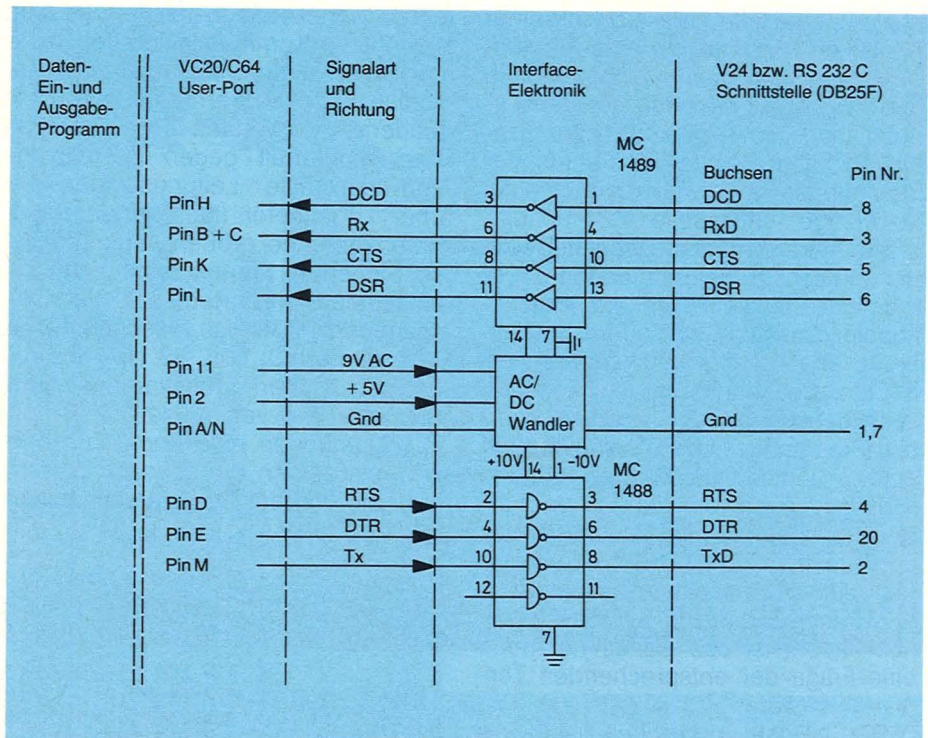 Daten-
Ein- und
Ausgabe-
Programm
VC20/C64
User-Port
Signalart
und
Richtung
Interface-
Elektronik
V24 bzw. RS 232 C
Schnittstelle (DB25F)
MC
1489
Buchsen
Pin Nr.
Pin H DCD 3 1 DCD 8
Pin B + C Rx 6 4 RxD 3
Pin K CTS 8 10 CTS 5
Pin L DSR 11 13 DSR 6
14 7
Pin 11 9V AC
Pin 2 + 5V
Pin A/N Gnd Gnd 1,7
AC/
DC
Wandler
+10V 14 1 -10V
MC
1488
Pin D RTS 2 3 RTS 4
Pin E DTR 4 6 DTR 20
Pin M Tx 10 8 TxD 2
12 11
7